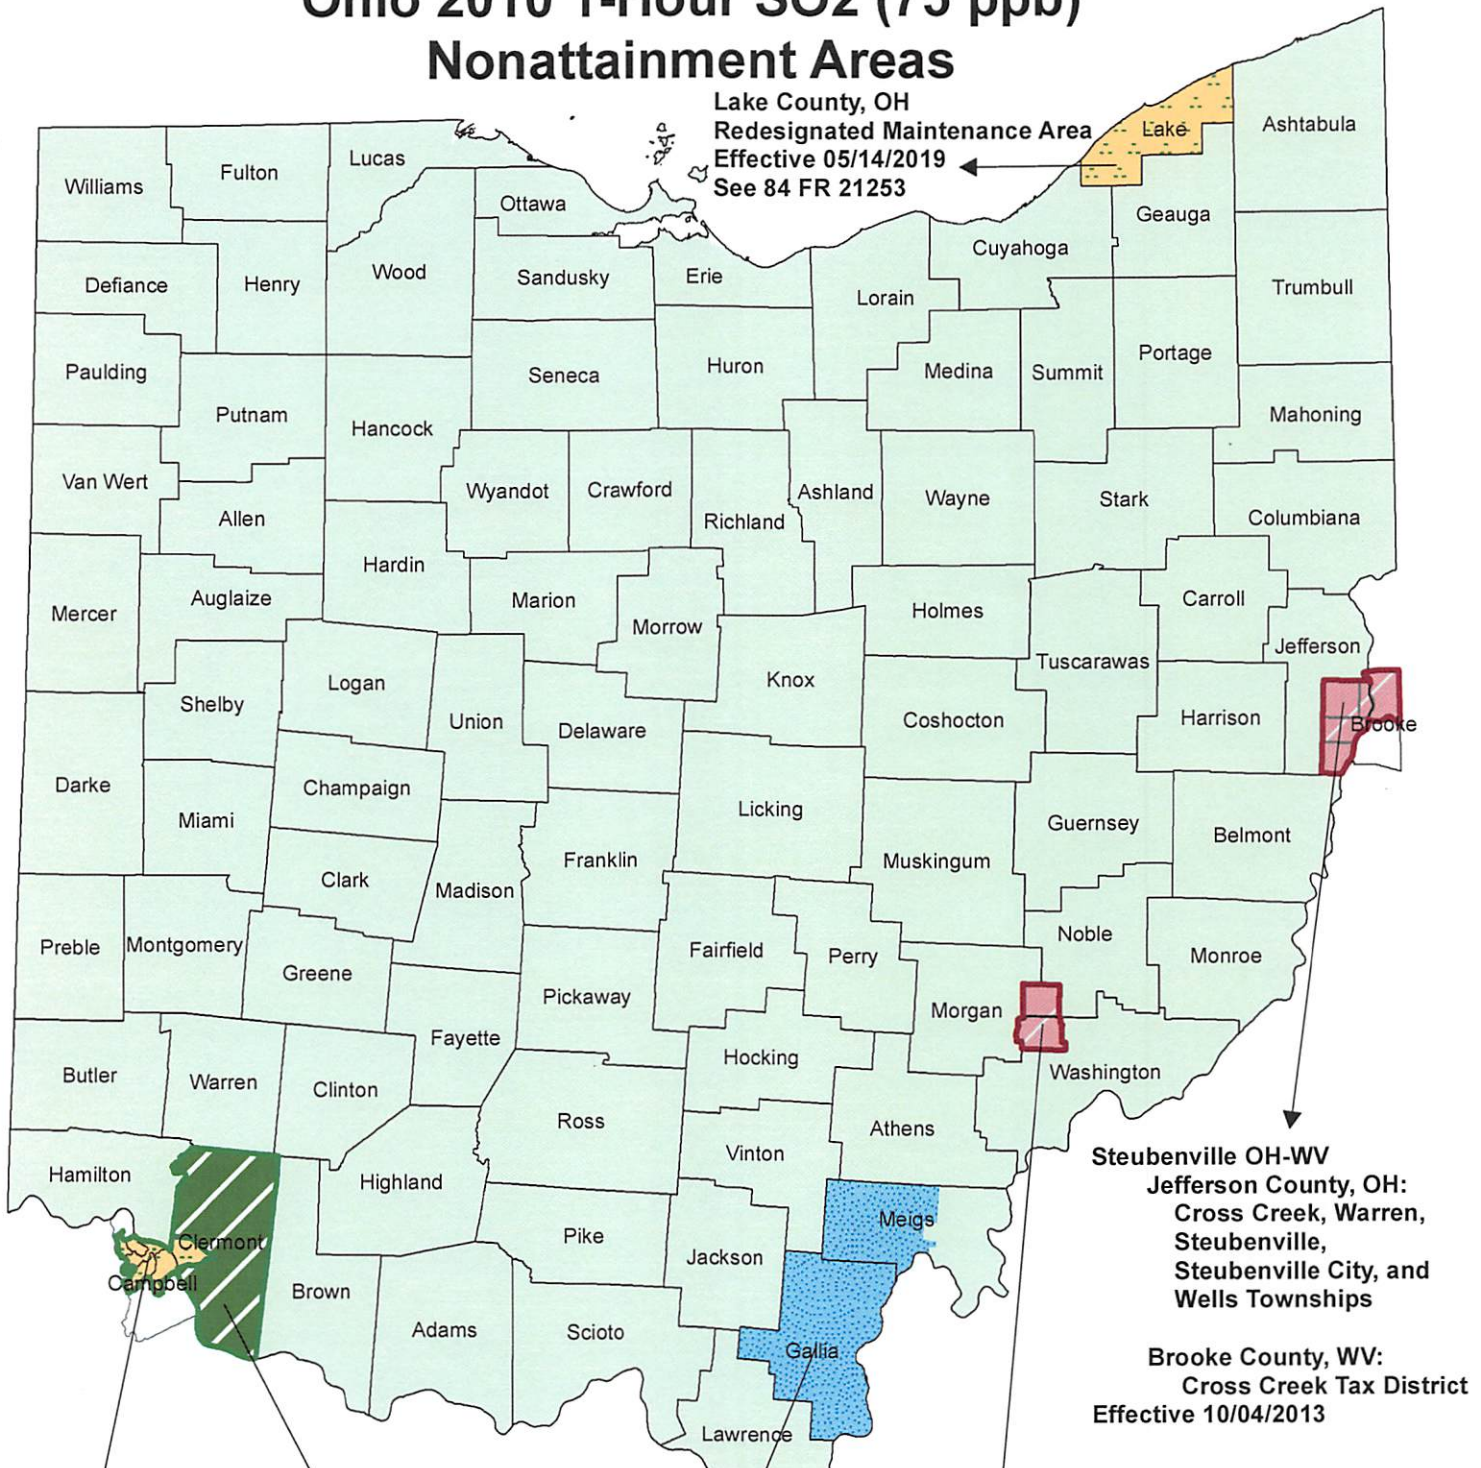 Ohio 2010 1-Hour SO2 (75 ppb)
Nonattainment Areas
Lake County, OH
Redesignated Maintenance Area
Effective 05/14/2019
See 84 FR 21253
Lake
Ashtabula
Williams
Fulton
Lucas
Ottawa
Geauga
Cuyahoga
Defiance
Henry
Wood
Sandusky
Erie
Lorain
Trumbull
Paulding
Putnam
Hancock
Seneca
Huron
Medina
Summit
Portage
Mahoning
Van Wert
Allen
Wyandot
Crawford
Richland
Ashland
Wayne
Stark
Columbiana
Mercer
Auglaize
Hardin
Marion
Morrow
Holmes
Carroll
Jefferson
Tuscarawas
Shelby
Logan
Union
Delaware
Knox
Coshocton
Harrison
Brooke
Darke
Miami
Champaign
Licking
Guernsey
Belmont
Clark
Madison
Franklin
Muskingum
Preble
Montgomery
Greene
Pickaway
Fairfield
Perry
Noble
Monroe
Morgan
Fayette
Hocking
Washington
Butler
Warren
Clinton
Ross
Vinton
Athens
Hamilton
Highland
Pike
Jackson
Meigs
Clermont
Campbell
Brown
Adams
Scioto
Gallia
Lawrence
Steubenville OH-WV
Jefferson County, OH:
Cross Creek, Warren,
Steubenville,
Steubenville City, and
Wells Townships
Brooke County, WV:
Cross Creek Tax District
Effective 10/04/2013